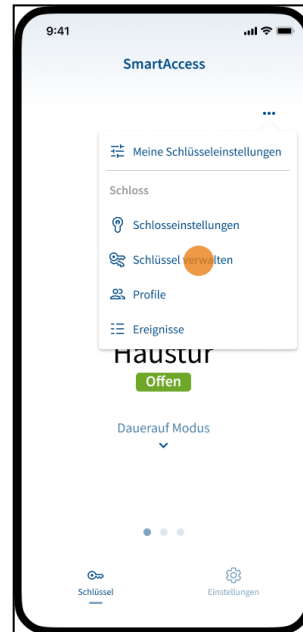 9:41
SmartAccess
Meine Schlüsseleinstellungen
Schloss
Schlosseinstellungen
Schlüssel verwalten
Profile
Ereignisse
Haustür
Offen
Dauerauf Modus
Schlüssel
Einstellungen